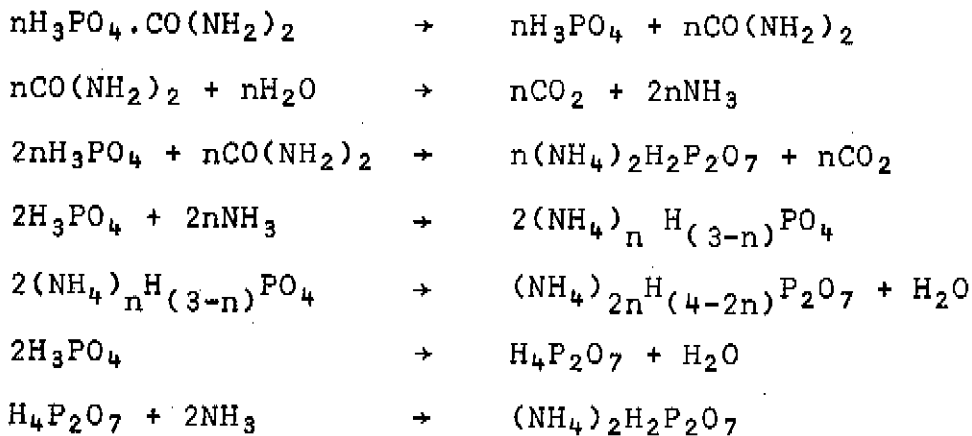 nH₃PO₄.CO(NH₂)₂ → nH₃PO₄ + nCO(NH₂)₂
nCO(NH₂)₂ + nH₂O → nCO₂ + 2nNH₃
2nH₃PO₄ + nCO(NH₂)₂ → n(NH₄)₂H₂P₂O₇ + nCO₂
2H₃PO₄ + 2nNH₃ → 2(NH₄)ₙ H₍₃₋ₙ₎PO₄
2(NH₄)ₙH₍₃₋ₙ₎PO₄ → (NH₄)₂ₙH₍₄₋₂ₙ₎P₂O₇ + H₂O
2H₃PO₄ → H₄P₂O₇ + H₂O
H₄P₂O₇ + 2NH₃ → (NH₄)₂H₂P₂O₇